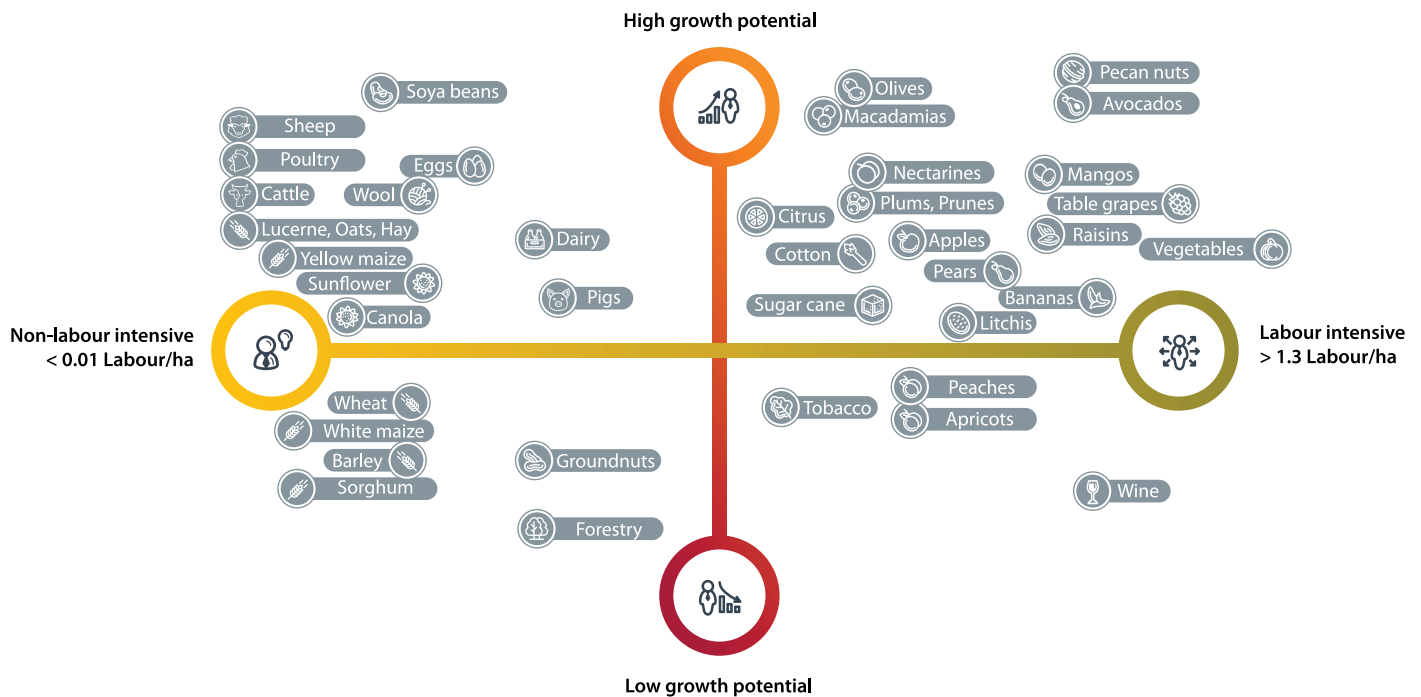 High growth potential
Soya beans
Sheep
Poultry
Eggs
Cattle
Wool
Lucerne, Oats, Hay
Yellow maize
Sunflower
Canola
Dairy
Pigs
Olives
Macadamias
Pecan nuts
Avocados
Nectarines
Plums, Prunes
Citrus
Cotton
Apples
Pears
Sugar cane
Litchis
Mangos
Table grapes
Raisins
Vegetables
Bananas
Non-labour intensive
< 0.01 Labour/ha
Labour intensive
> 1.3 Labour/ha
Wheat
White maize
Barley
Sorghum
Groundnuts
Forestry
Tobacco
Peaches
Apricots
Wine
Low growth potential